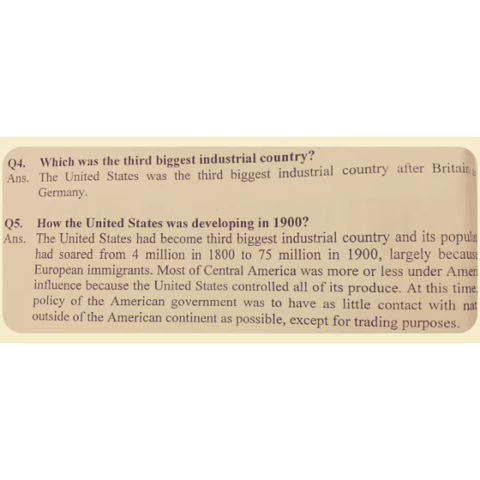 Q4. Which was the third biggest industrial country?
Ans. The United States was the third biggest industrial country after Britain
Germany.
Q5. How the United States was developing in 1900?
Ans. The United States had become third biggest industrial country and its
had soared from 4 million in 1800 to 75 million in 1900, largely
European immigrants. Most of Central America was more or less under
influence because the United States controlled all of its produce. At this time,
policy of the American government was to have as little contact with
outside of the American continent as possible, except for trading purposes.